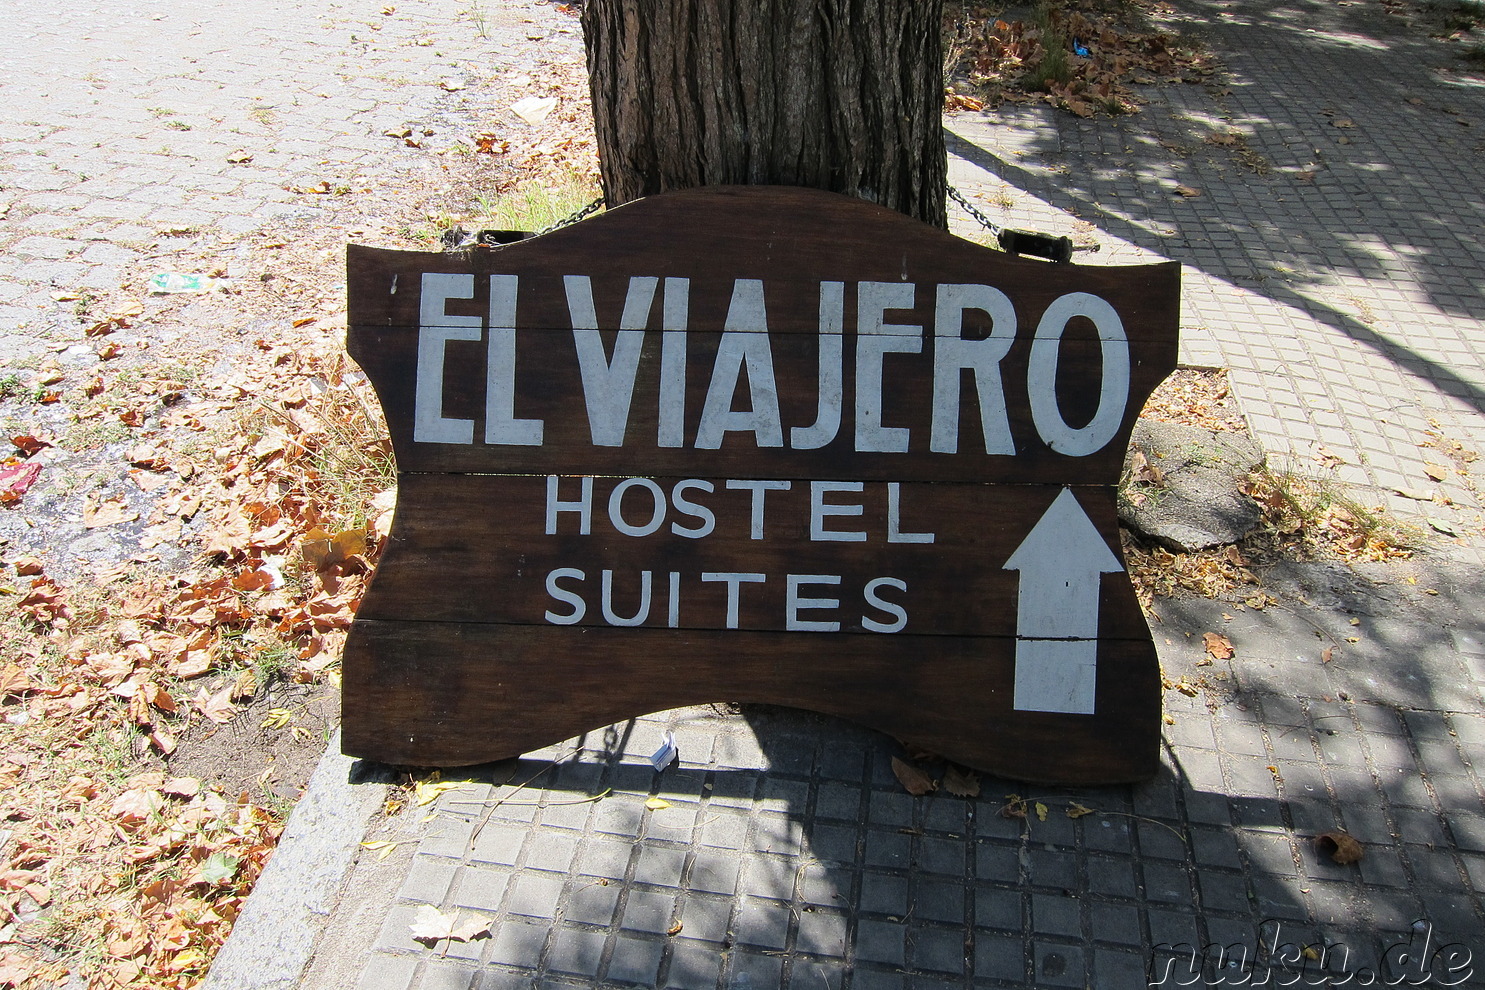 EL VIAJERO
HOSTEL
SUITES
nuku.de